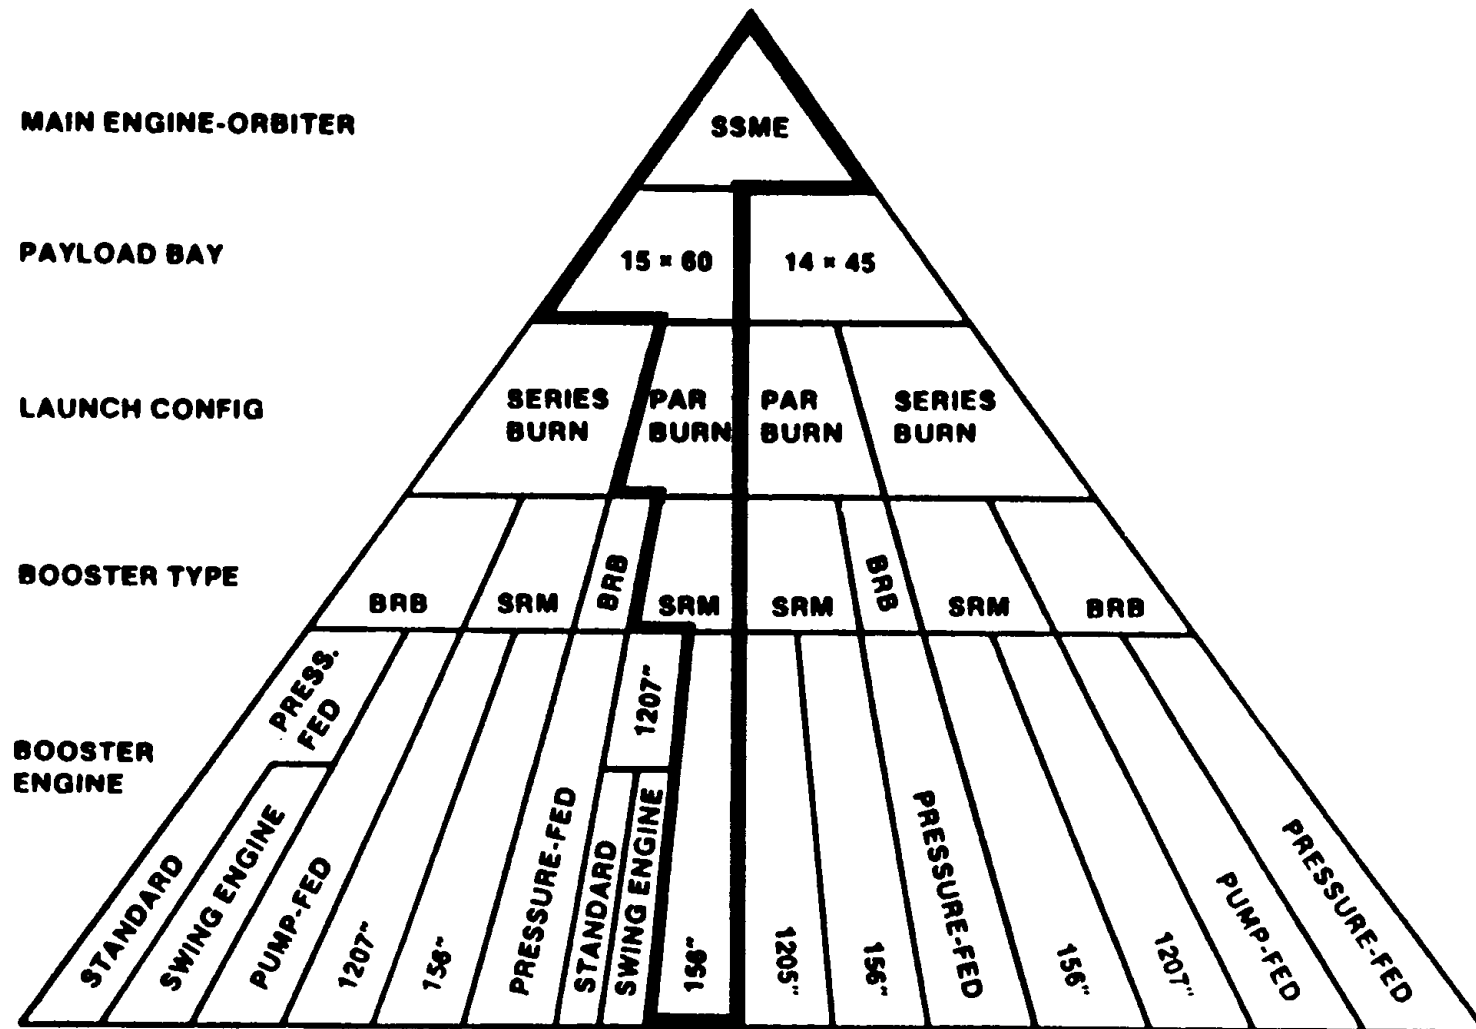 MAIN ENGINE-ORBITER
SSME
PAYLOAD BAY
15 × 60
14 × 45
LAUNCH CONFIG
SERIES
BURN
PAR
BURN
PAR
BURN
SERIES
BURN
BOOSTER TYPE
BRB
SRM
BRB
SRM
SRM
BRB
SRM
BRB
BOOSTER
ENGINE
PRESS.
FED
STANDARD
SWING ENGINE
PUMP-FED
1207"
156"
PRESSURE-FED
1207"
STANDARD
SWING ENGINE
156"
1205"
156"
PRESSURE-FED
156"
1207"
PUMP-FED
PRESSURE-FED